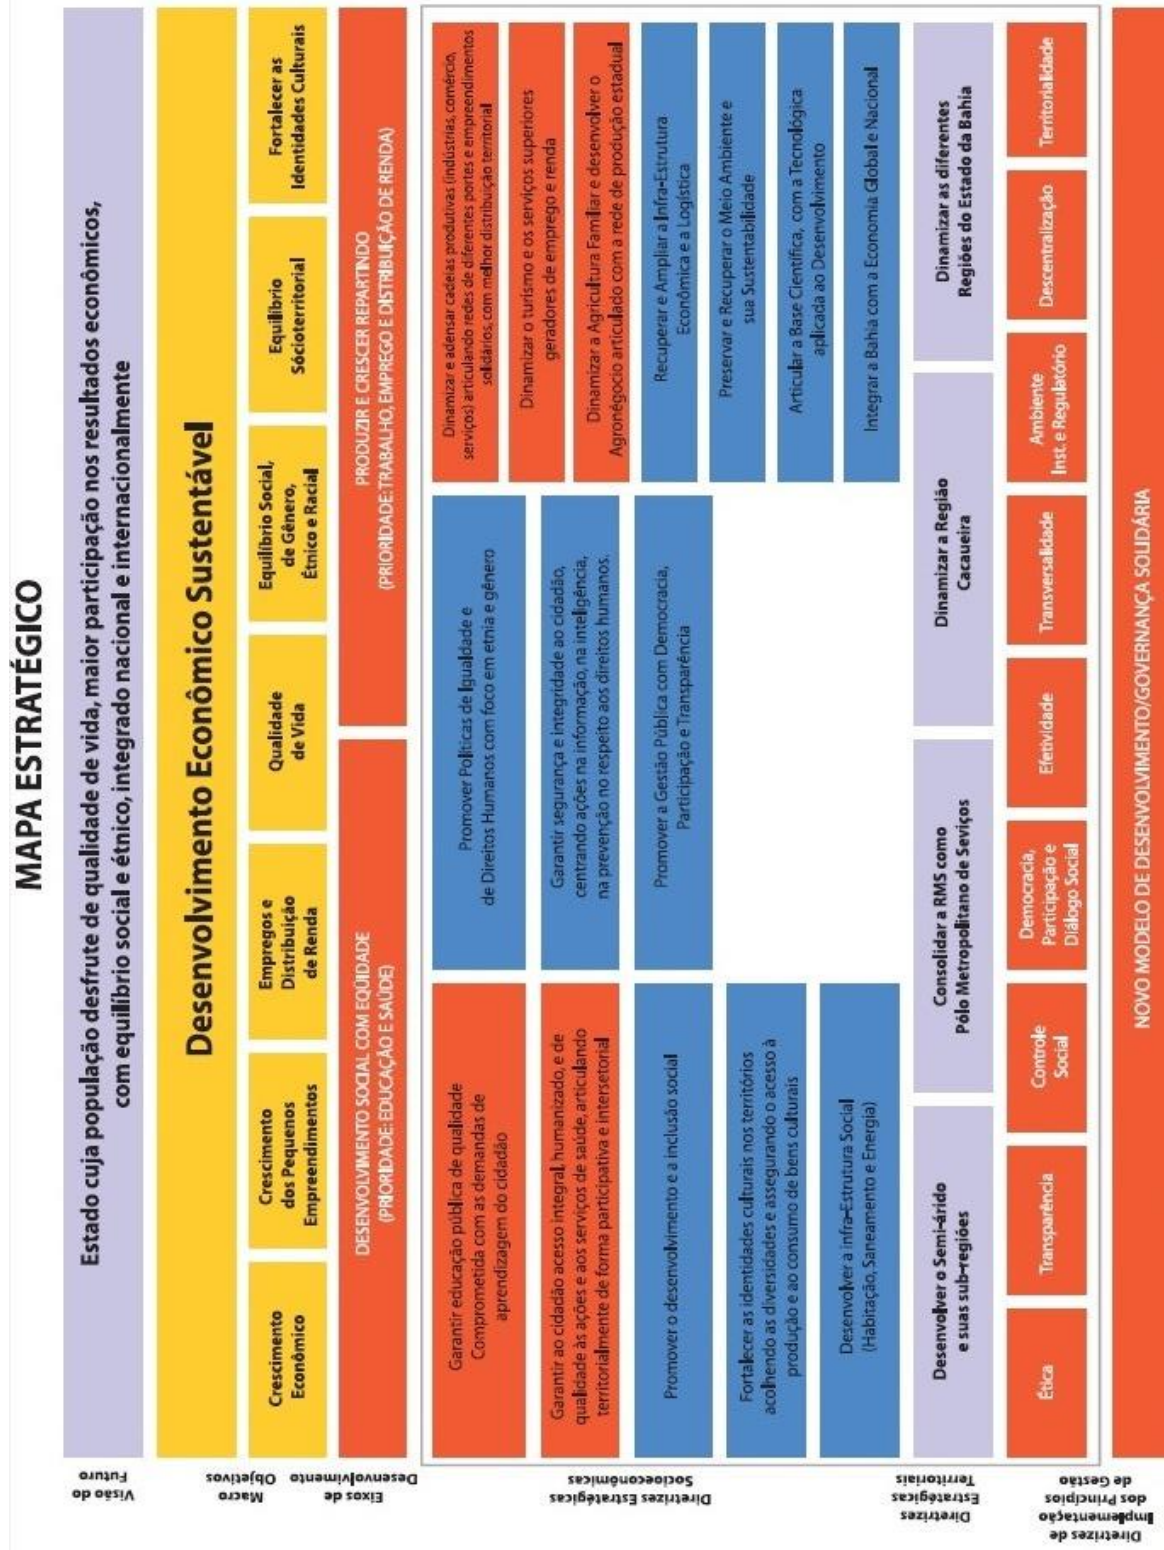 MAPA ESTRATÉGICO
Visão do
Futuro
Estado cuja população desfrute de qualidade de vida, maior participação nos resultados econômicos,
com equilíbrio social e étnico, integrado nacional e internacionalmente
Macro
Objetivos
Desenvolvimento Econômico Sustentável
Crescimento
Econômico
Crescimento
dos Pequenos
Empreendimentos
Empregos e
Distribuição
de Renda
Qualidade
de Vida
Equilíbrio Social,
de Gênero,
Étnico e Racial
Equilíbrio
Sócioterritorial
Fortalecer as
Identidades Culturais
Eixos de
Desenvolvimento
DESENVOLVIMENTO SOCIAL COM EQÜIDADE
(PRIORIDADE: EDUCAÇÃO E SAÚDE)
PRODUZIR E CRESCER REPARTINDO
(PRIORIDADE: TRABALHO, EMPREGO E DISTRIBUIÇÃO DE RENDA)
Diretrizes Estratégicas
Socioeconômicas
Garantir educação pública de qualidade
Comprometida com as demandas de
aprendizagem do cidadão
Garantir ao cidadão acesso integral, humanizado, e de
qualidade às ações e aos serviços de saúde, articulando
territorialmente de forma participativa e intersetorial
Promover o desenvolvimento e a inclusão social
Fortalecer as identidades culturais nos territórios
acolhendo as diversidades e assegurando o acesso à
produção e ao consumo de bens culturais
Desenvolver a infra-Estrutura Social
(Habitação, Saneamento e Energia)
Promover Políticas de Igualdade e
de Direitos Humanos com foco em etnia e gênero
Garantir segurança e integridade ao cidadão,
centrando ações na informação, na inteligência,
na prevenção no respeito aos direitos humanos.
Promover a Gestão Pública com Democracia,
Participação e Transparência
Dinamizar e adensar cadeias produtivas (indústrias, comércio,
serviços) articulando redes de diferentes portes e empreendimentos
solidários, com melhor distribuição territorial
Dinamizar o turismo e os serviços superiores
geradores de emprego e renda
Dinamizar a Agricultura Familiar e desenvolver o
Agronégocio articulado com a rede de produção estadual
Recuperar e Ampliar a Infra-Estrutura
Econômica e a Logística
Preservar e Recuperar o Meio Ambiente e
sua Sustentabilidade
Articular a Base Científica, com a Tecnológica
aplicada ao Desenvolvimento
Integrar a Bahia com a Economia Global e Nacional
Diretrizes
Estratégicas
Territoriais
Desenvolver o Semi-árido
e suas sub-regiões
Consolidar a RMS como
Pólo Metropolitano de Seviços
Dinamizar a Região
Cacaueira
Dinamizar as diferentes
Regiões do Estado da Bahia
Diretrizes de
Implementação
dos Princípios
de Gestão
Ética
Transparência
Controle
Social
Democracia,
Participação e
Diálogo Social
Efetividade
Transversalidade
Ambiente
Inst. e Regulatório
Descentralização
Territorialidade
NOVO MODELO DE DESENVOLVIMENTO/GOVERNANÇA SOLIDÁRIA